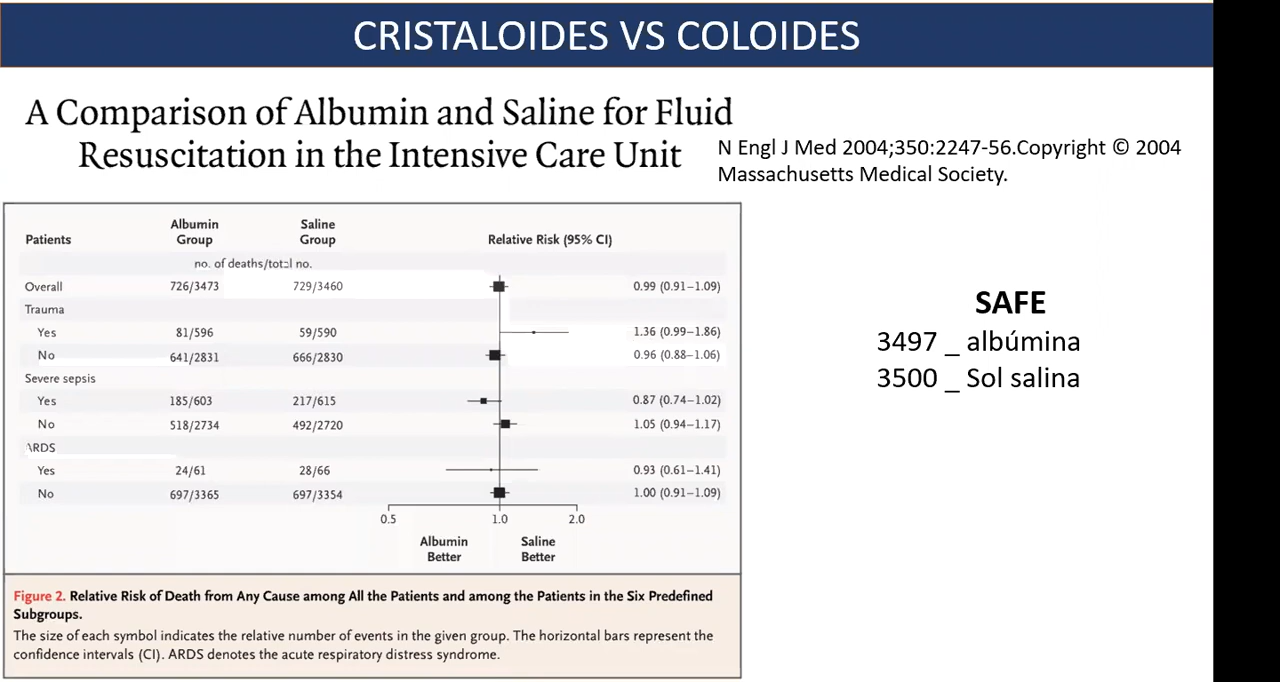 CRISTALOIDES VS COLOIDES
A Comparison of Albumin and Saline for Fluid
Resuscitation in the Intensive Care Unit
N Engl J Med 2004;350:2247-56.Copyright © 2004
Massachusetts Medical Society.
Patients Albumin Group Saline Group Relative Risk (95% CI)
no. of deaths/total no.
Overall 726/3473 729/3460 0.99 (0.91–1.09)
Trauma
Yes 81/596 59/590 1.36 (0.99–1.86)
No 641/2831 666/2830 0.96 (0.88–1.06)
Severe sepsis
Yes 185/603 217/615 0.87 (0.74–1.02)
No 518/2734 492/2720 1.05 (0.94–1.17)
ARDS
Yes 24/61 28/66 0.93 (0.61–1.41)
No 697/3365 697/3354 1.00 (0.91–1.09)
0.5 1.0 2.0
Albumin Better Saline Better
Figure 2. Relative Risk of Death from Any Cause among All the Patients and among the Patients in the Six Predefined
Subgroups.
The size of each symbol indicates the relative number of events in the given group. The horizontal bars represent the
confidence intervals (CI). ARDS denotes the acute respiratory distress syndrome.
SAFE
3497 _ albúmina
3500 _ Sol salina